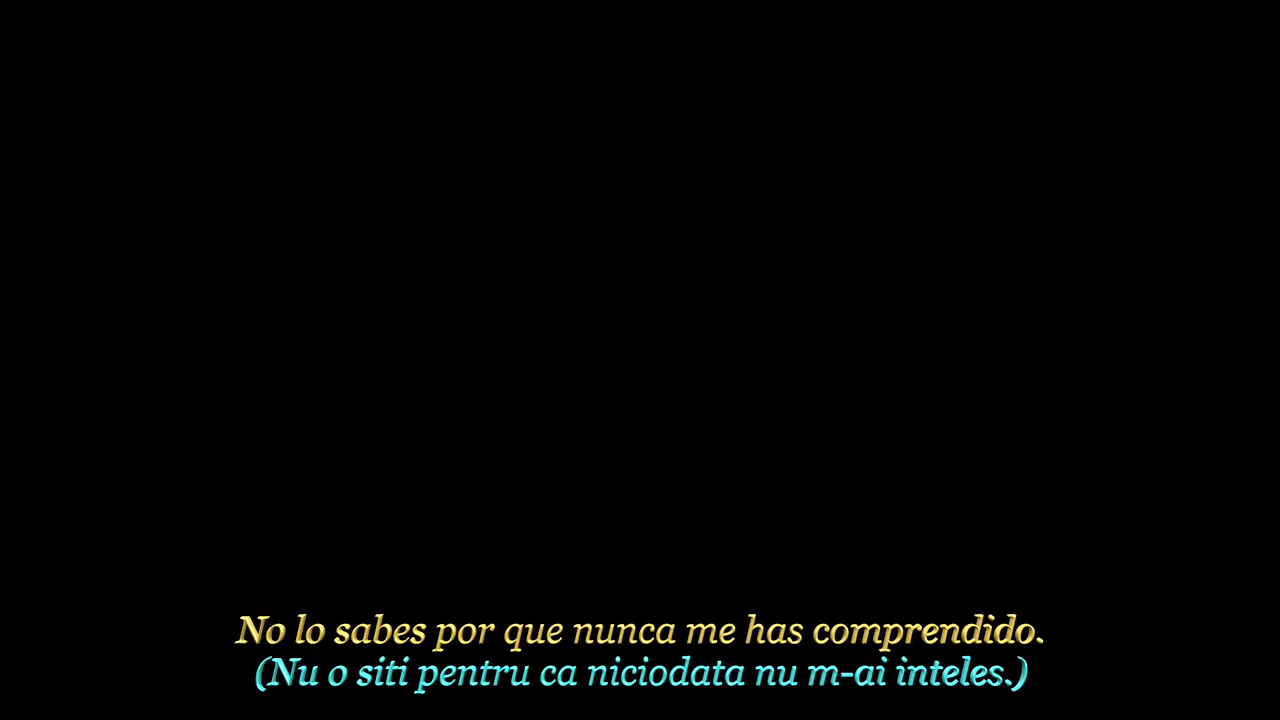 No lo sabes por que nunca me has comprendido.
(Nu o siti pentru ca niciodata nu m-ai inteles.)